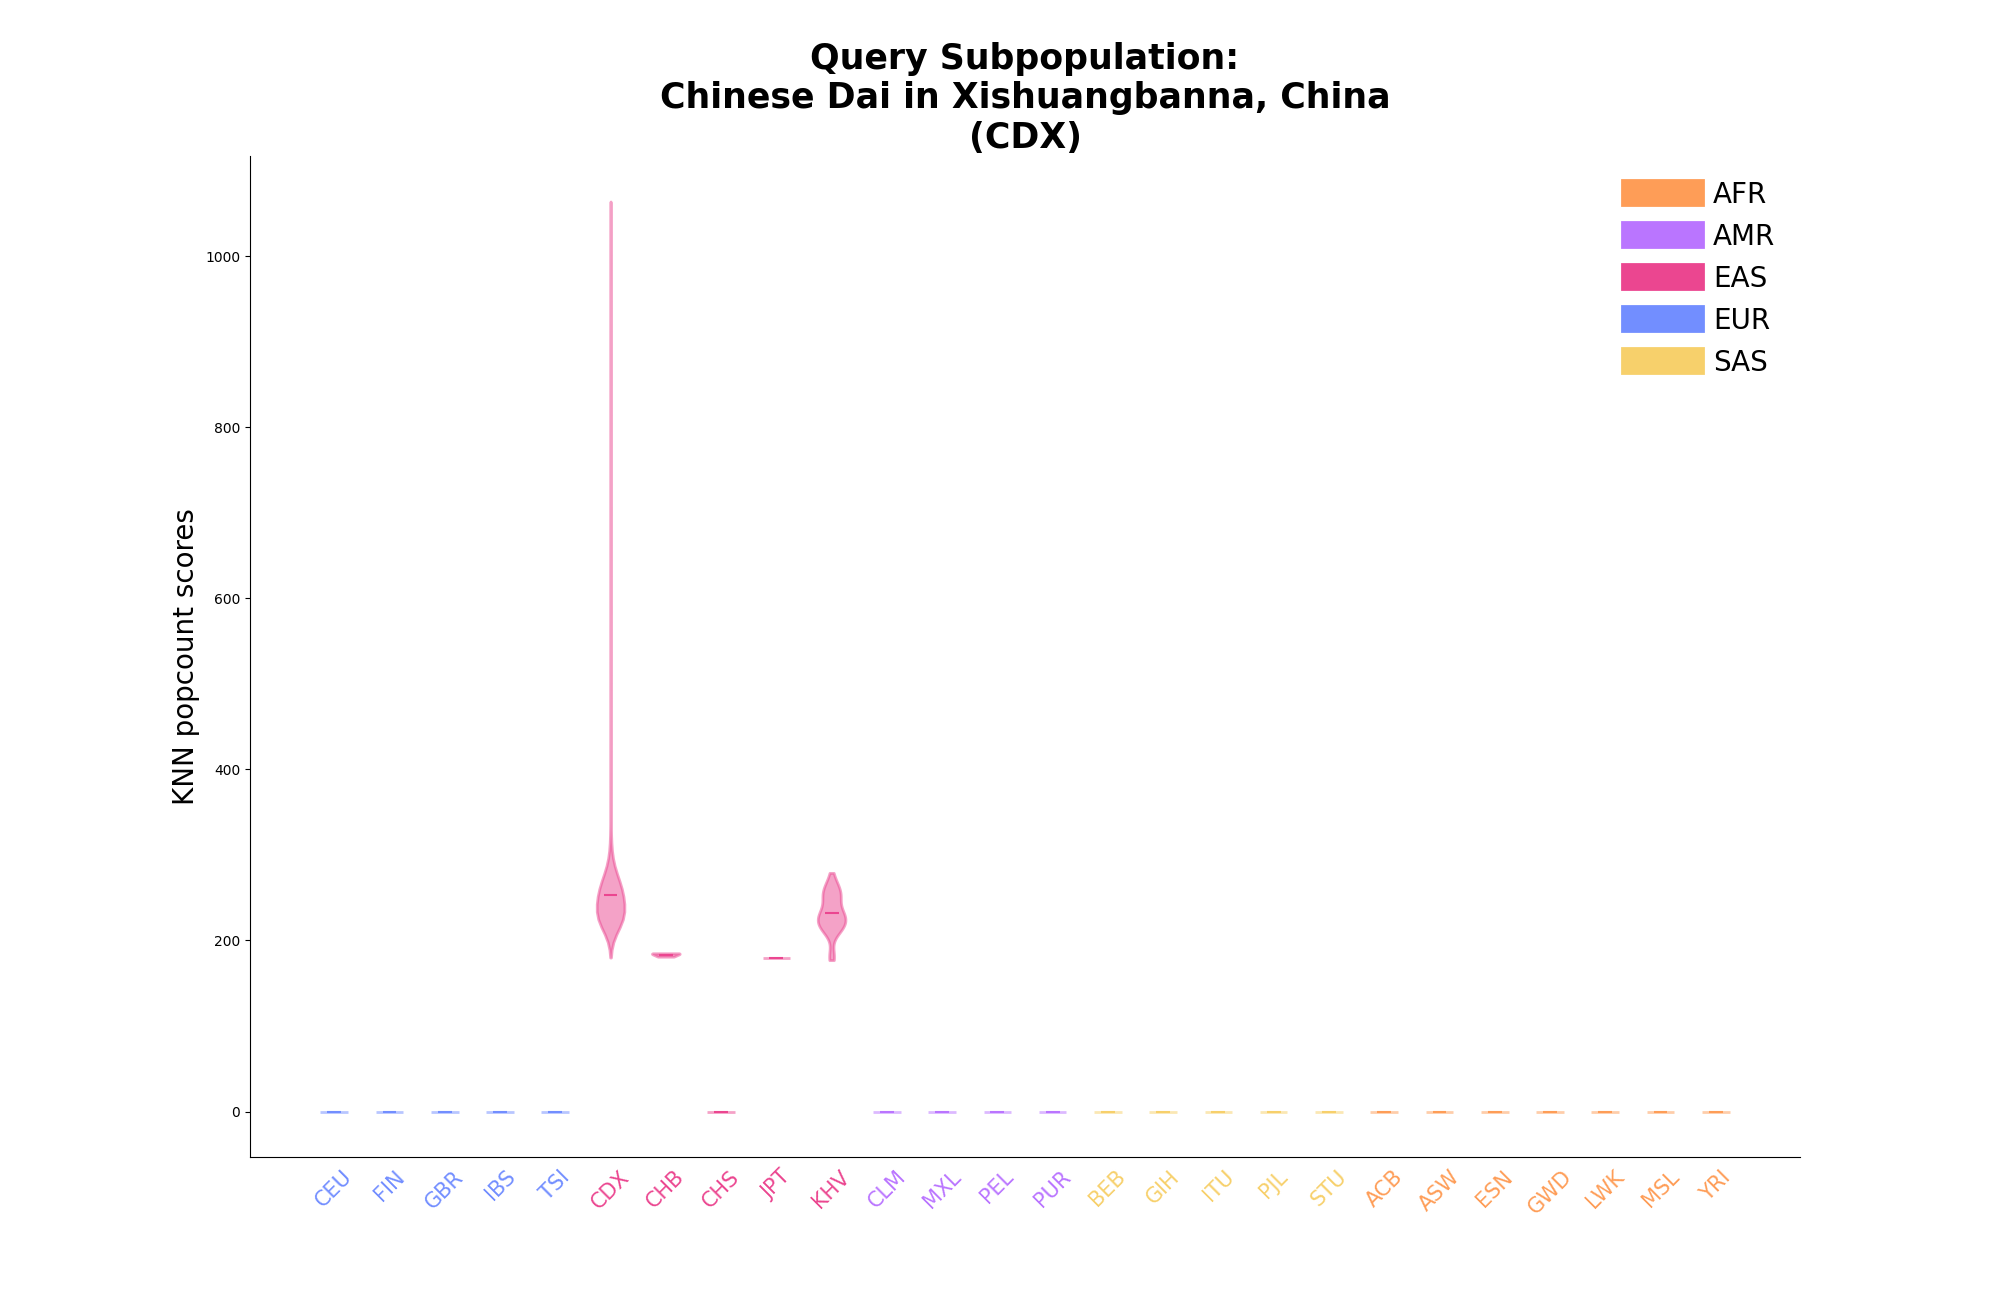 Query Subpopulation:
Chinese Dai in Xishuangbanna, China
(CDX)
AFR
AMR
EAS
EUR
SAS
KNN popcount scores
1000
800
600
400
200
0
CEU FIN GBR IBS TSI CDX CHB CHS JPT KHV CLM MXL PEL PUR BEB GIH ITU PJL STU ACB ASW ESN GWD LWK MSL YRI